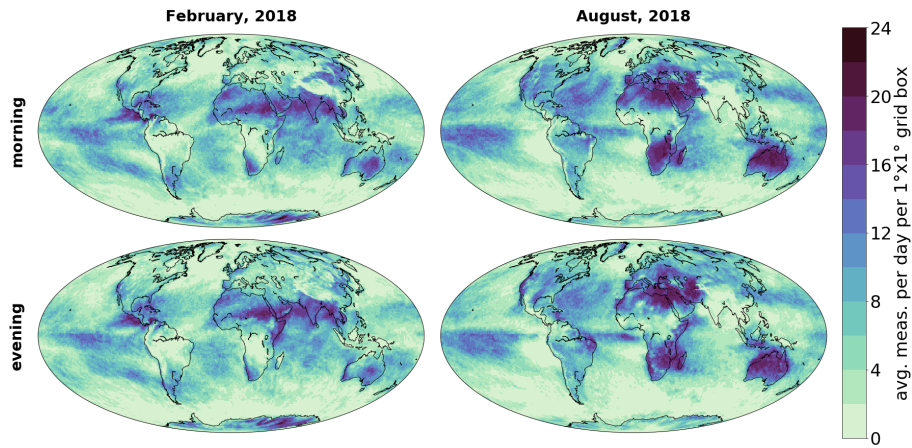 February, 2018
August, 2018
morning
evening
24
20
16
12
8
4
0
avg. meas. per day per 1°x1° grid box